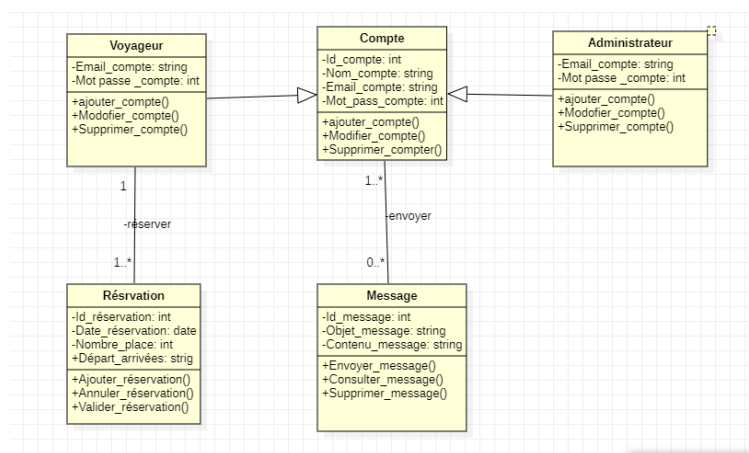 Voyageur
-Email_compte: string
-Mot passe _compte: int
+ajouter_compte()
+Modofier_compte()
+Supprimer_compte()
Compte
-Id_compte: int
-Nom_compte: string
-Email_compte: string
-Mot_pass_compte: int
+ajouter_compte()
+Modifier_compte()
+Supprimer_compter()
Administrateur
-Email_compte: string
-Mot passe _compte: int
+ajouter_compte()
+Modofier_compte()
+Supprimer_compte()
1
-réserver
1..*
1..*
-envoyer
0..*
Résrvation
-Id_réservation: int
-Date_réservation: date
-Nombre_place: int
+Départ_arrivées: strig
+Ajouter_réservation()
+Annuler_réservation()
+Valider_réservation()
Message
-Id_message: int
-Objet_message: string
-Contenu_message: string
+Envoyer_message()
+Consulter_message()
+Supprimer_message()